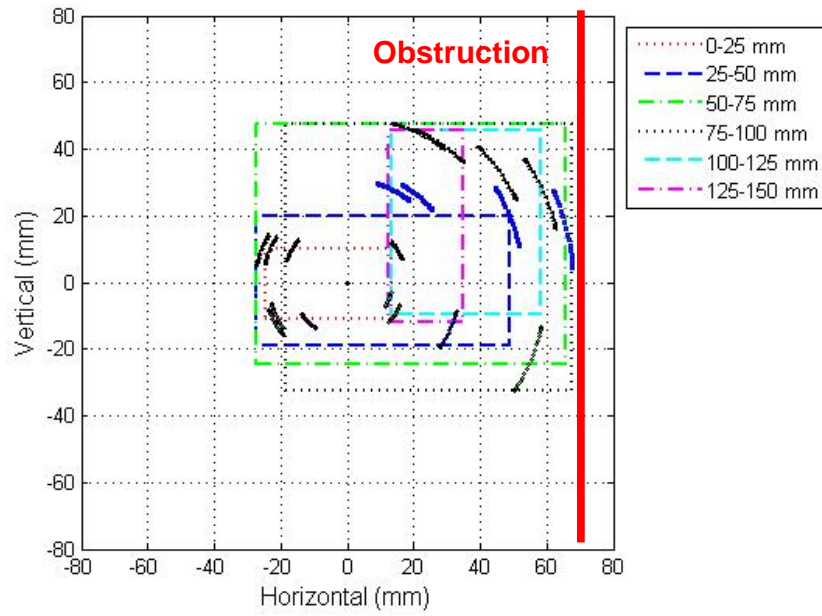 80
60
40
20
0
-20
-40
-60
-80
Vertical (mm)
-80
-60
-40
-20
0
20
40
60
80
Horizontal (mm)
Obstruction
0-25 mm
25-50 mm
50-75 mm
75-100 mm
100-125 mm
125-150 mm